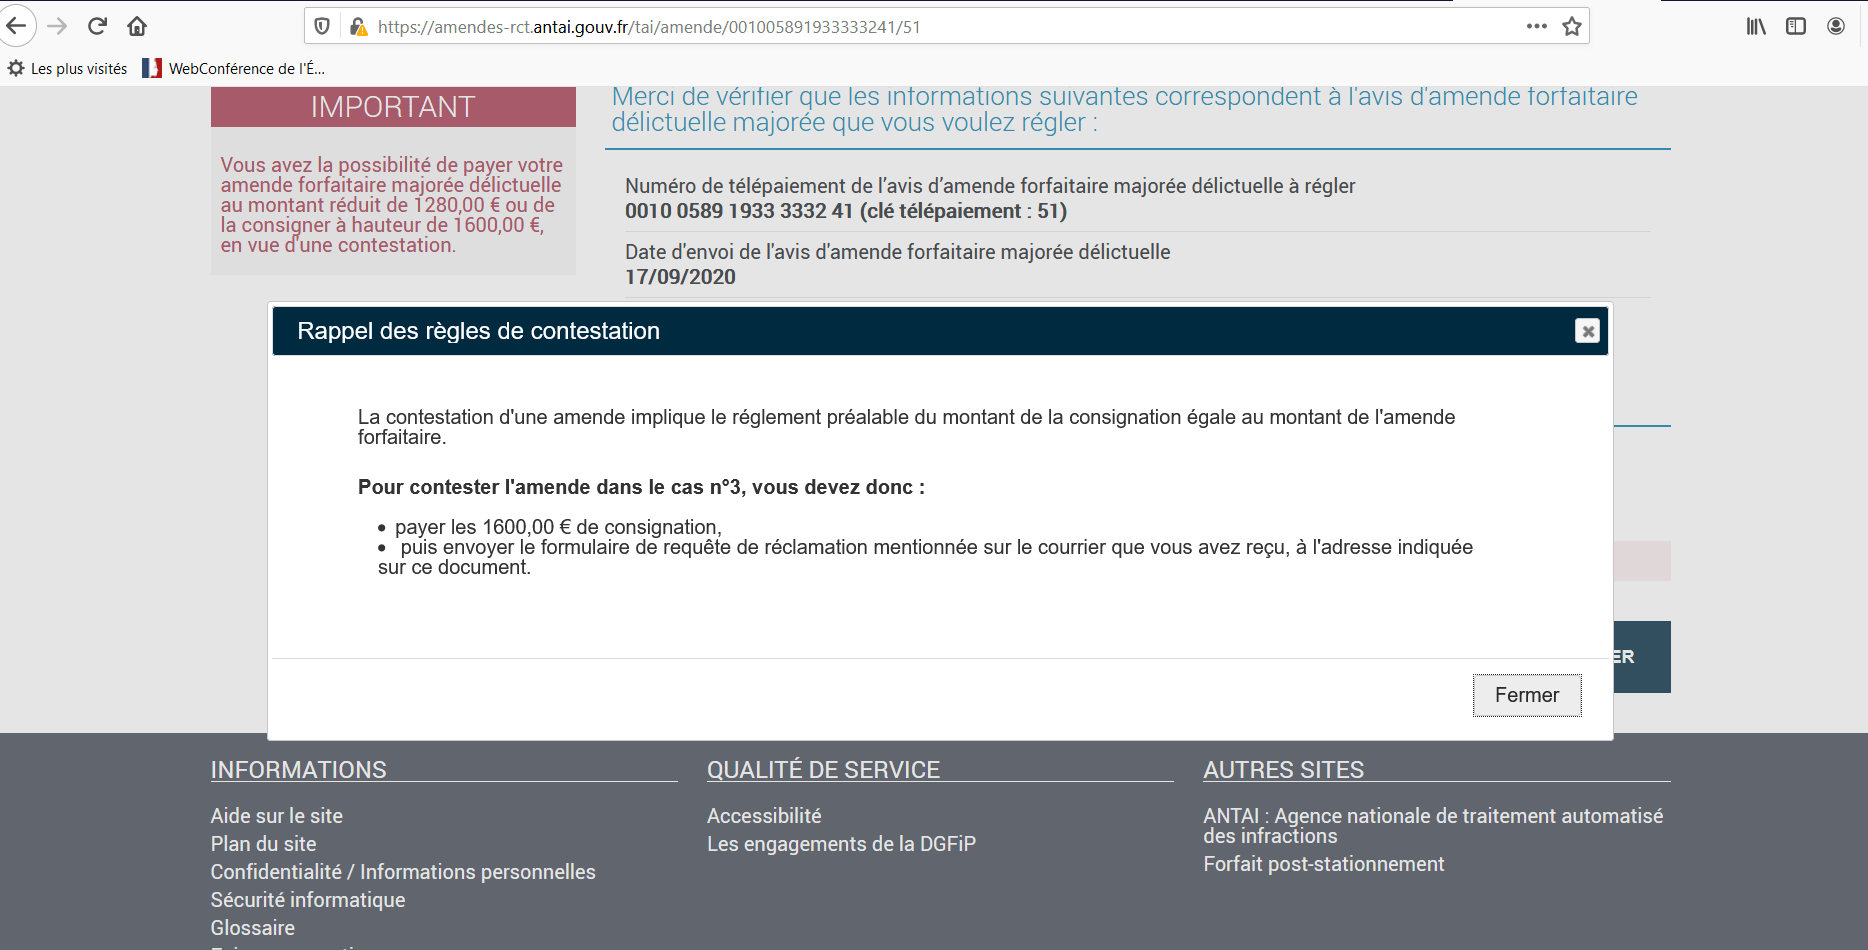 https://amendes-rct.antai.gouv.fr/tai/amende/001005891933333241/51
Les plus visités
WebConférence de l'É...
IMPORTANT
Vous avez la possibilité de payer votre
amende forfaitaire majorée délictuelle
au montant réduit de 1280,00 € ou de
la consigner à hauteur de 1600,00 €,
en vue d'une contestation.
Merci de vérifier que les informations suivantes correspondent à l'avis d'amende forfaitaire
délictuelle majorée que vous voulez régler :
Numéro de télépaiement de l'avis d'amende forfaitaire majorée délictuelle à régler
0010 0589 1933 3332 41 (clé télépaiement : 51)
Date d'envoi de l'avis d'amende forfaitaire majorée délictuelle
17/09/2020
Rappel des règles de contestation
La contestation d'une amende implique le réglement préalable du montant de la consignation égale au montant de l'amende
forfaitaire.
Pour contester l'amende dans le cas n°3, vous devez donc :
• payer les 1600,00 € de consignation,
• puis envoyer le formulaire de requête de réclamation mentionnée sur le courrier que vous avez reçu, à l'adresse indiquée
sur ce document.
ER
Fermer
INFORMATIONS
Aide sur le site
Plan du site
Confidentialité / Informations personnelles
Sécurité informatique
Glossaire
QUALITÉ DE SERVICE
Accessibilité
Les engagements de la DGFiP
AUTRES SITES
ANTAI : Agence nationale de traitement automatisé
des infractions
Forfait post-stationnement